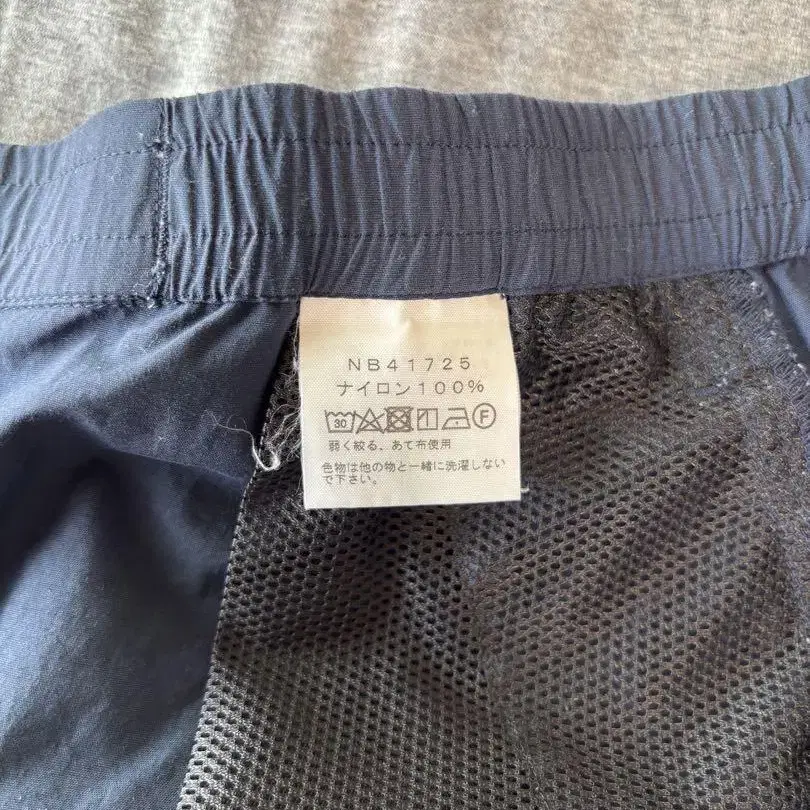 NB41725
ナイロン100%
30 F
弱く絞る、あて布使用
色物は他の物と一緒に洗濯しない
で下さい。